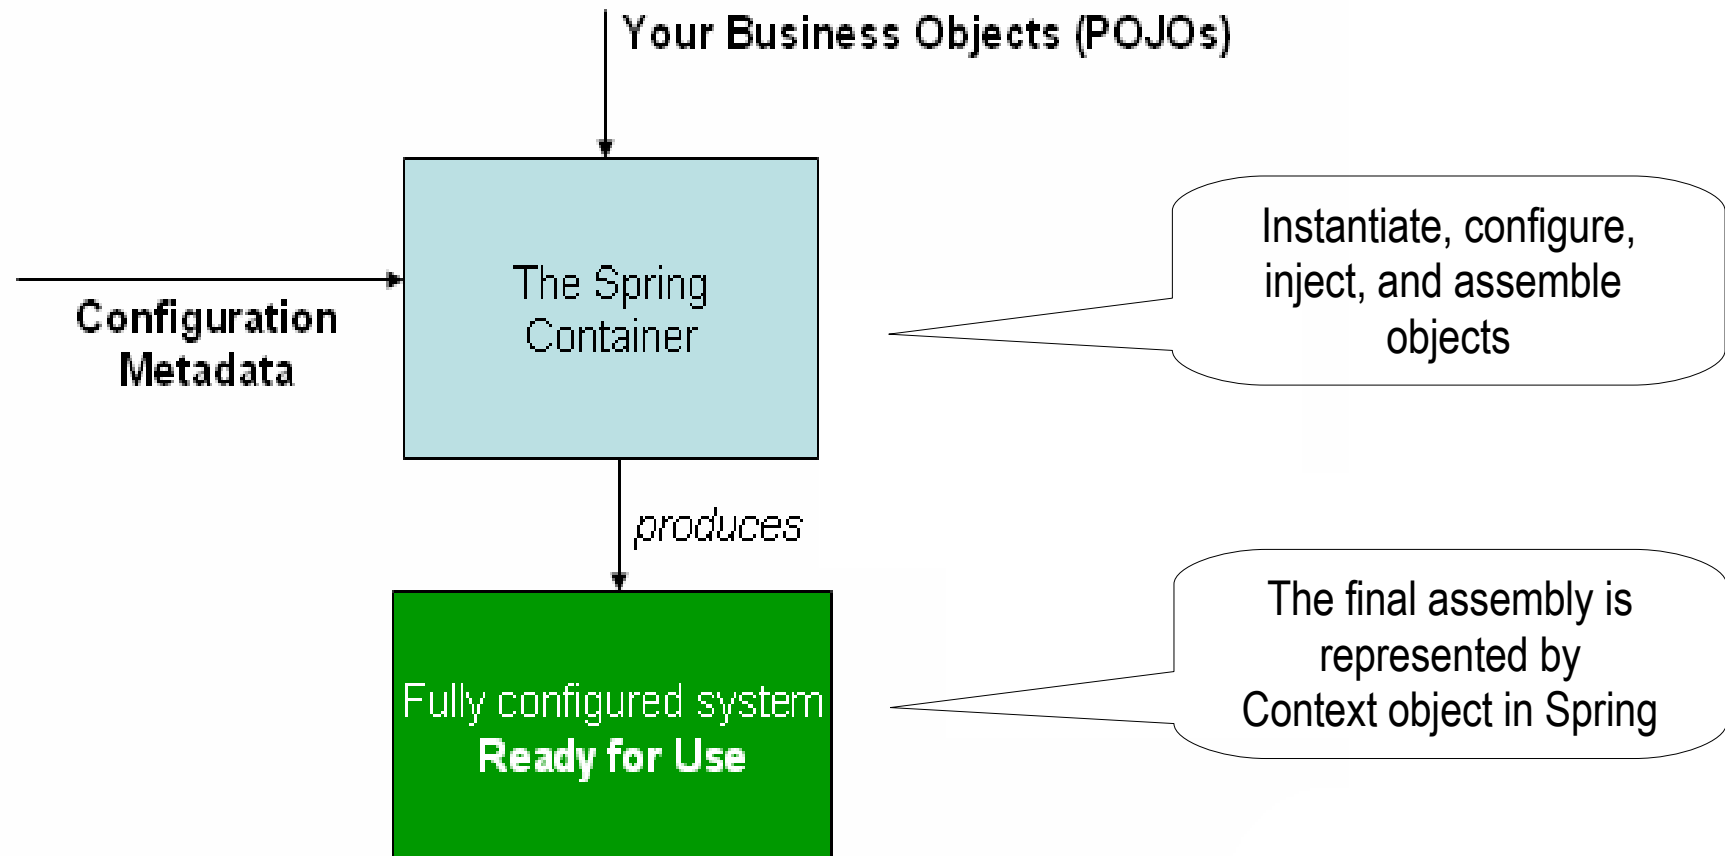 Your Business Objects (POJOs)
The Spring
Container
Configuration
Metadata
Instantiate, configure,
inject, and assemble
objects
produces
Fully configured system
Ready for Use
The final assembly is
represented by
Context object in Spring